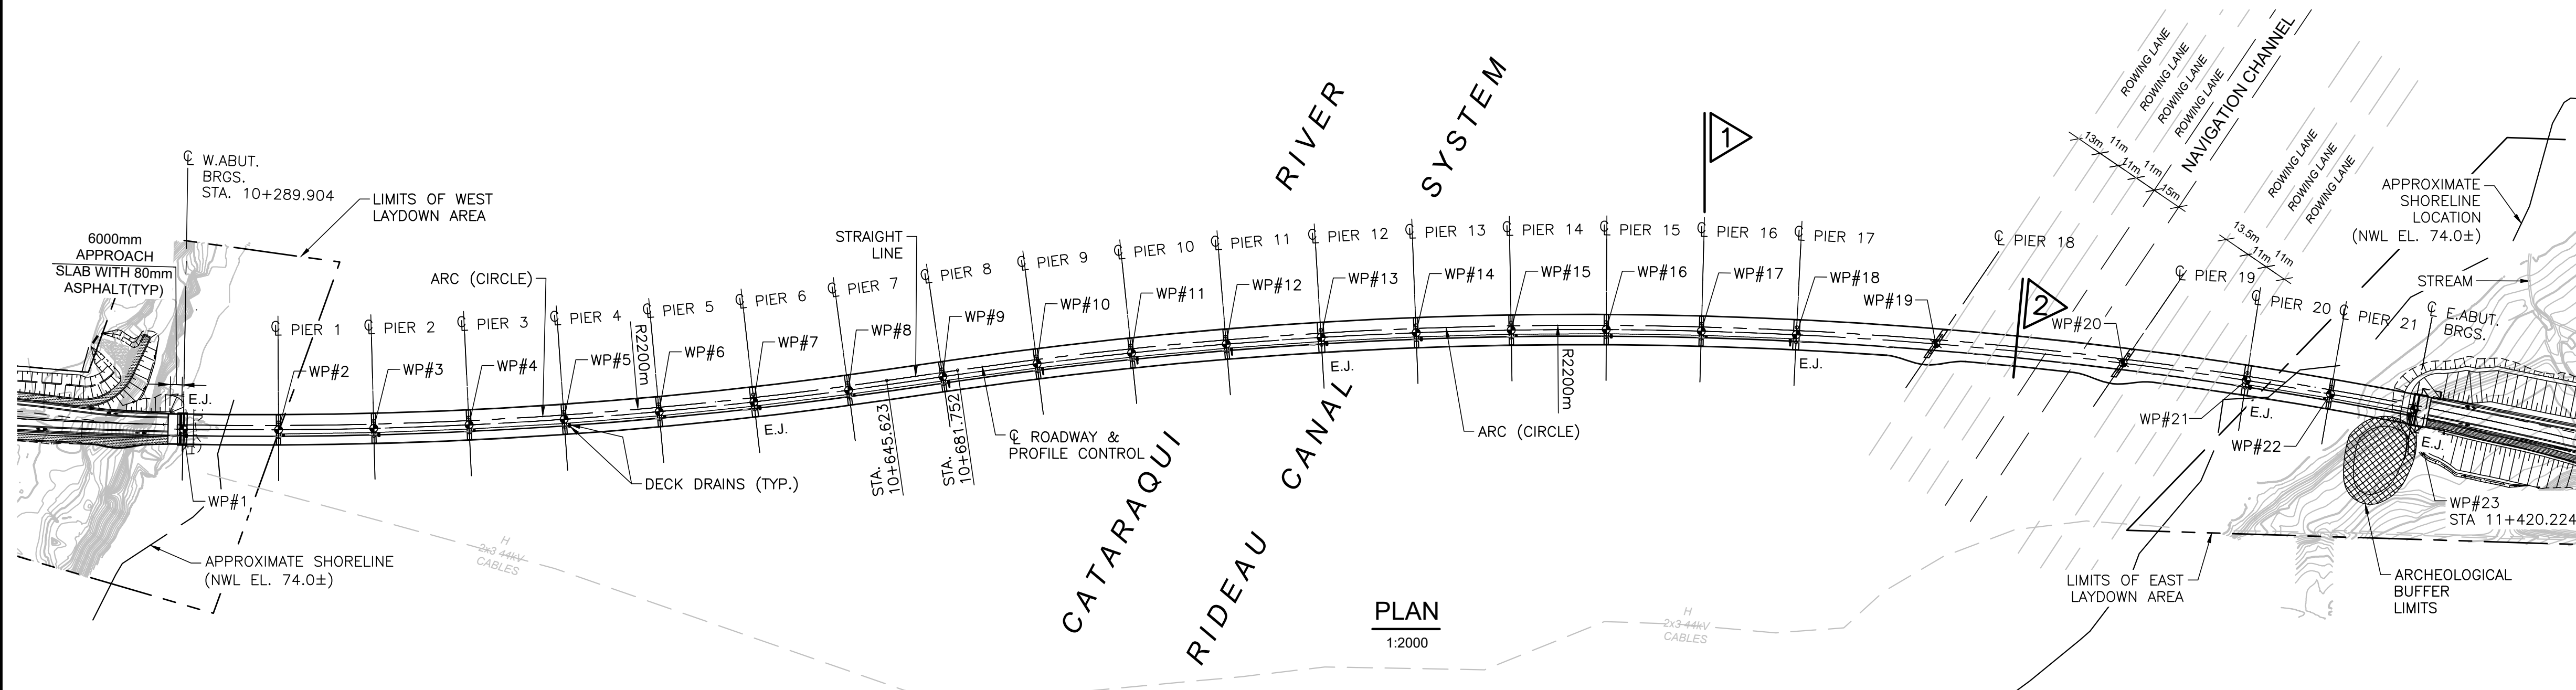 ℄ W.ABUT.
BRGS.
STA. 10+289.904
LIMITS OF WEST
LAYDOWN AREA
6000mm
APPROACH
SLAB WITH 80mm
ASPHALT(TYP)
E.J.
WP#1
APPROXIMATE SHORELINE
(NWL EL. 74.0±)
H
2x3 44kV
CABLES
℄ PIER 1
℄ PIER 2
℄ PIER 3
℄ PIER 4
℄ PIER 5
℄ PIER 6
℄ PIER 7
℄ PIER 8
℄ PIER 9
℄ PIER 10
℄ PIER 11
℄ PIER 12
℄ PIER 13
℄ PIER 14
℄ PIER 15
℄ PIER 16
℄ PIER 17
℄ PIER 18
℄ PIER 19
℄ PIER 20
℄ PIER 21
℄ E.ABUT.
BRGS.
WP#2
WP#3
WP#4
WP#5
WP#6
WP#7
WP#8
WP#9
WP#10
WP#11
WP#12
WP#13
WP#14
WP#15
WP#16
WP#17
WP#18
WP#19
WP#20
WP#21
WP#22
WP#23
STA 11+420.224
ARC (CIRCLE)
R2200m
STRAIGHT
LINE
E.J.
DECK DRAINS (TYP.)
STA.
10+645.623
STA.
10+681.752
℄ ROADWAY &
PROFILE CONTROL
CATARAQUI
RIVER
RIDEAU
CANAL
SYSTEM
E.J.
ARC (CIRCLE)
R2200m
E.J.
1
2
ROWING LANE
ROWING LANE
ROWING LANE
ROWING LANE
NAVIGATION CHANNEL
13m
11m
11m
11m
15m
ROWING LANE
ROWING LANE
ROWING LANE
13.5m
11m
11m
APPROXIMATE
SHORELINE
LOCATION
(NWL EL. 74.0±)
STREAM
E.J.
E.J.
LIMITS OF EAST
LAYDOWN AREA
ARCHEOLOGICAL
BUFFER
LIMITS
H
2x3 44kV
CABLES
PLAN
1:2000